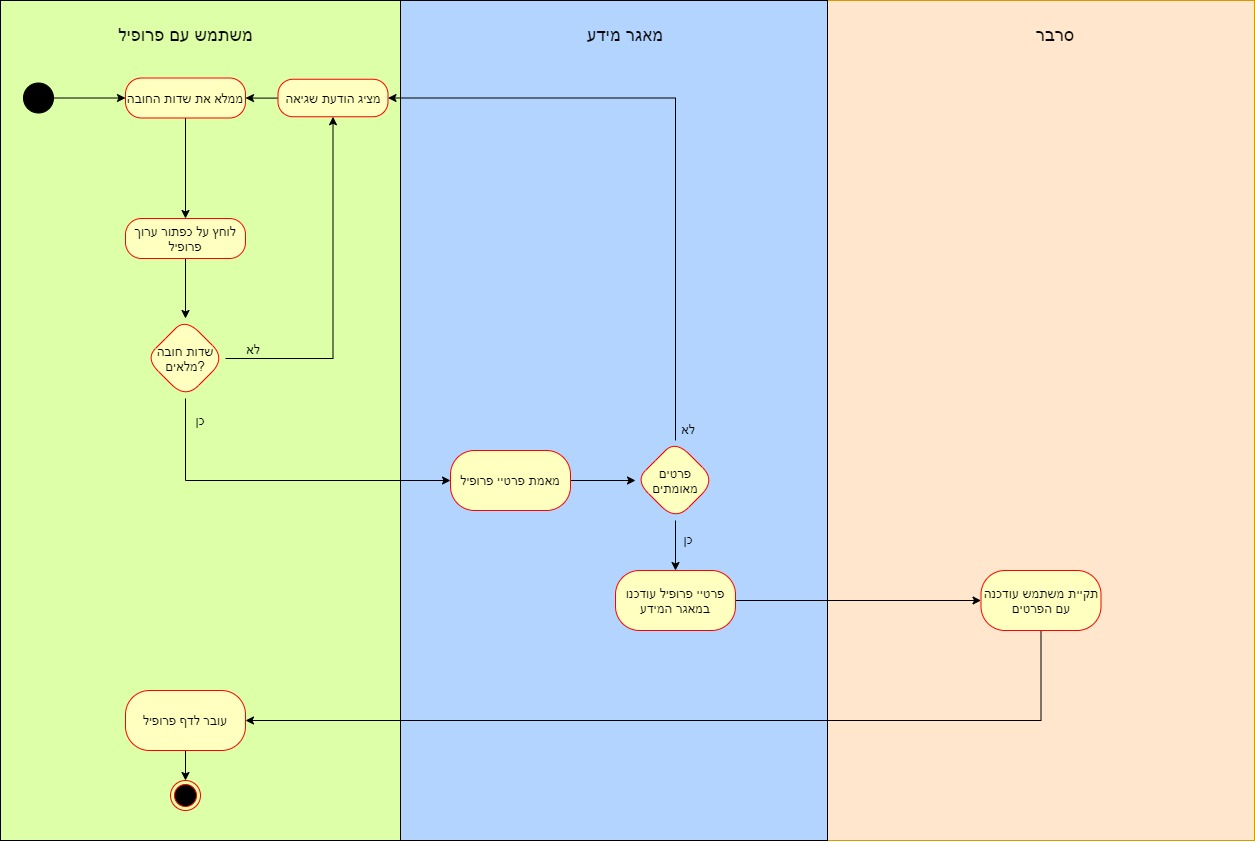 משתמש עם פרופיל
מאגר מידע
סרבר
ממלא את שדות החובה
מציג הודעת שגיאה
לוחץ על כפתור ערוך
פרופיל
שדות חובה
מלאים?
לא
כן
מאמת פרטיי פרופיל
פרטים
מאומתים
לא
כן
פרטיי פרופיל עודכנו
במאגר המידע
תקיית משתמש עודכנה
עם הפרטים
עובר לדף פרופיל